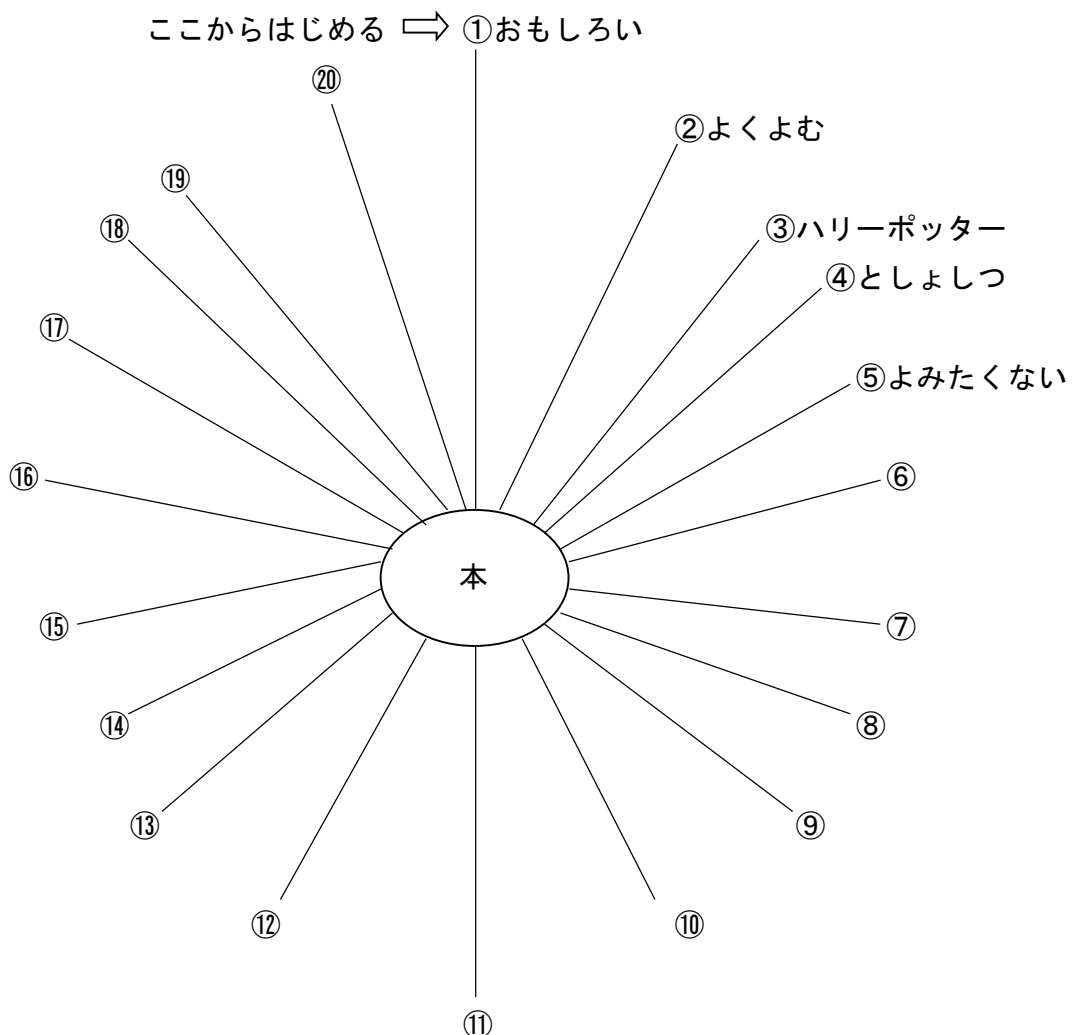 ここからはじめる ⇨ ①おもしろい
②よくよむ
③ハリーポッター
④としょしつ
⑤よみたくない
⑥
⑦
⑧
⑨
⑩
⑪
⑫
⑬
⑭
⑮
⑯
⑰
⑱
⑲
⑳
本